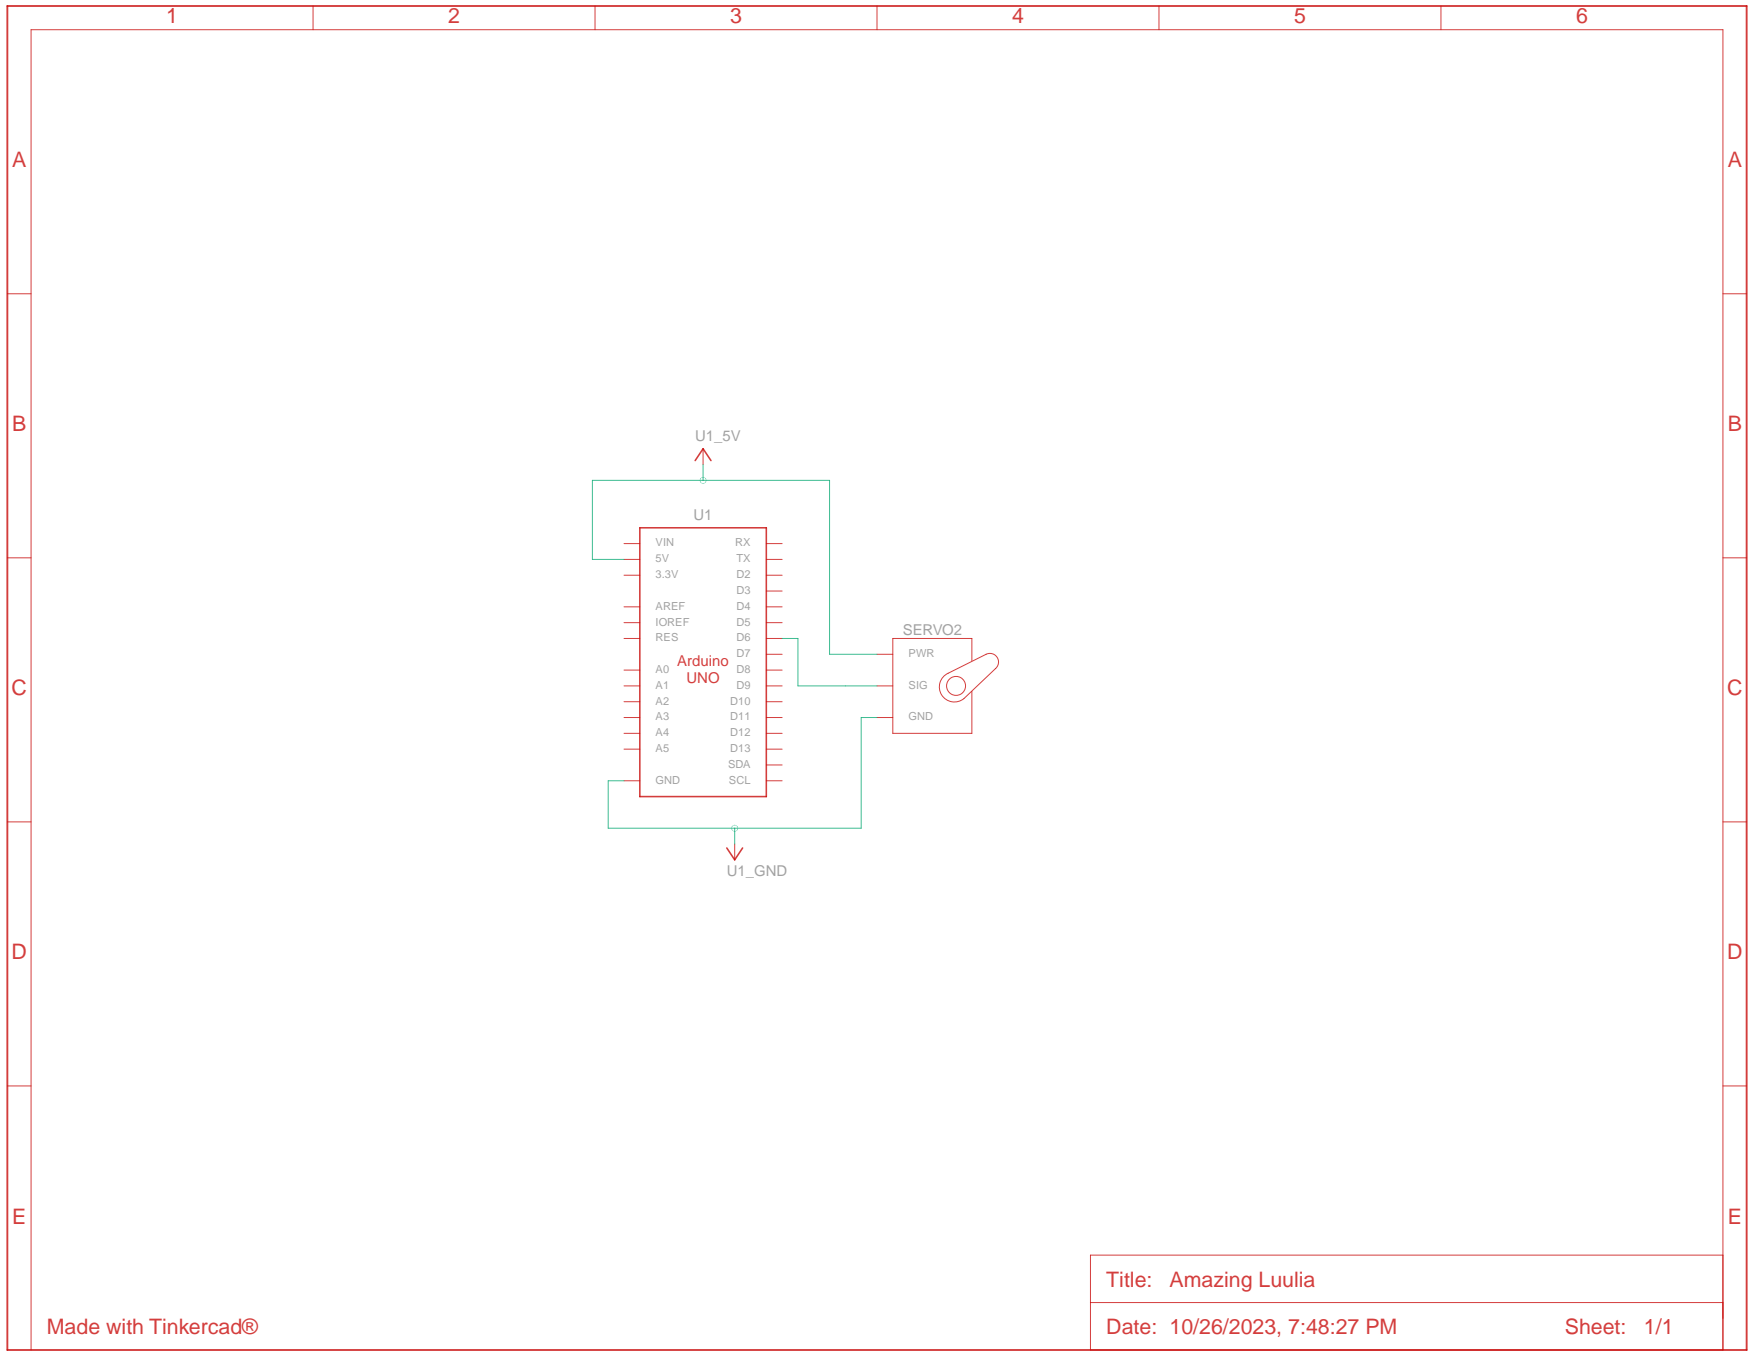 1 2 3 4 5 6
A A
B B
U1_5V
U1
VIN RX
5V TX
3.3V D2
D3
AREF D4
IOREF D5
RES D6
D7
A0 D8
A1 D9
A2 D10
A3 D11
A4 D12
A5 D13
SDA
GND SCL
Arduino
UNO
SERVO2
PWR
SIG
GND
C C
U1_GND
D D
E E
Title: Amazing Luulia
Made with Tinkercad®
Date: 10/26/2023, 7:48:27 PM Sheet: 1/1